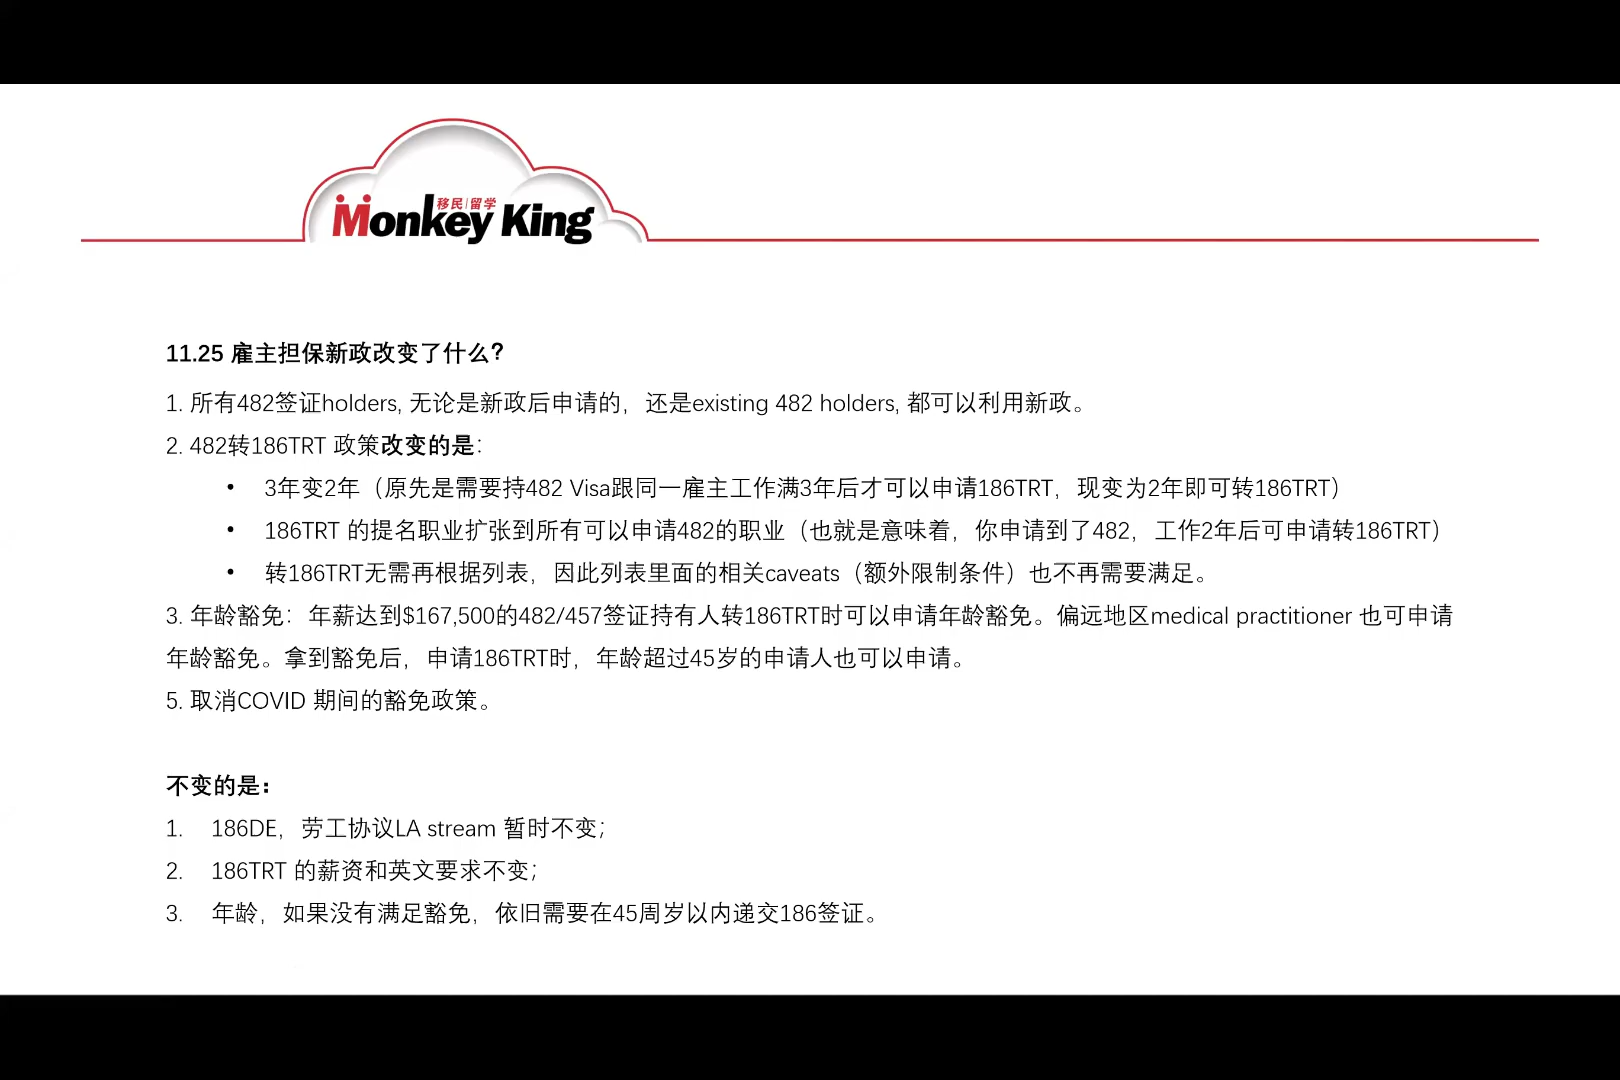 移民|留学
Monkey King
11.25 雇主担保新政改变了什么？
1. 所有482签证holders, 无论是新政后申请的，还是existing 482 holders, 都可以利用新政。
2. 482转186TRT 政策改变的是：
• 3年变2年（原先是需要持482 Visa跟同一雇主工作满3年后才可以申请186TRT，现变为2年即可转186TRT）
• 186TRT 的提名职业扩张到所有可以申请482的职业（也就是意味着，你申请到了482，工作2年后可申请转186TRT）
• 转186TRT无需再根据列表，因此列表里面的相关caveats（额外限制条件）也不再需要满足。
3. 年龄豁免：年薪达到$167,500的482/457签证持有人转186TRT时可以申请年龄豁免。偏远地区medical practitioner 也可申请
年龄豁免。拿到豁免后，申请186TRT时，年龄超过45岁的申请人也可以申请。
5. 取消COVID 期间的豁免政策。
不变的是：
1. 186DE，劳工协议LA stream 暂时不变；
2. 186TRT 的薪资和英文要求不变；
3. 年龄，如果没有满足豁免，依旧需要在45周岁以内递交186签证。